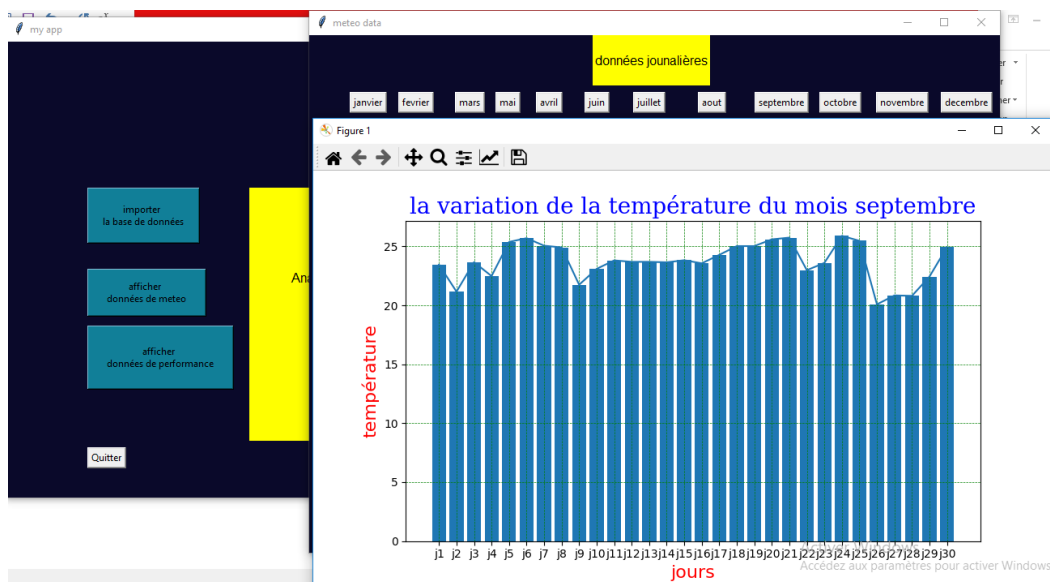 my app
meteo data
données jounalières
janvier fevrier mars mai avril juin juillet aout septembre octobre novembre decembre
Figure 1
importer
la base de données
afficher
données de meteo
afficher
données de performance
Quitter
la variation de la température du mois septembre
température
25
20
15
10
5
0
j1 j2 j3 j4 j5 j6 j7 j8 j9 j10 j11 j12 j13 j14 j15 j16 j17 j18 j19 j20 j21 j22 j23 j24 j25 j26 j27 j28 j29 j30
jours
Activer Windows
Accédez aux paramètres pour activer Windows